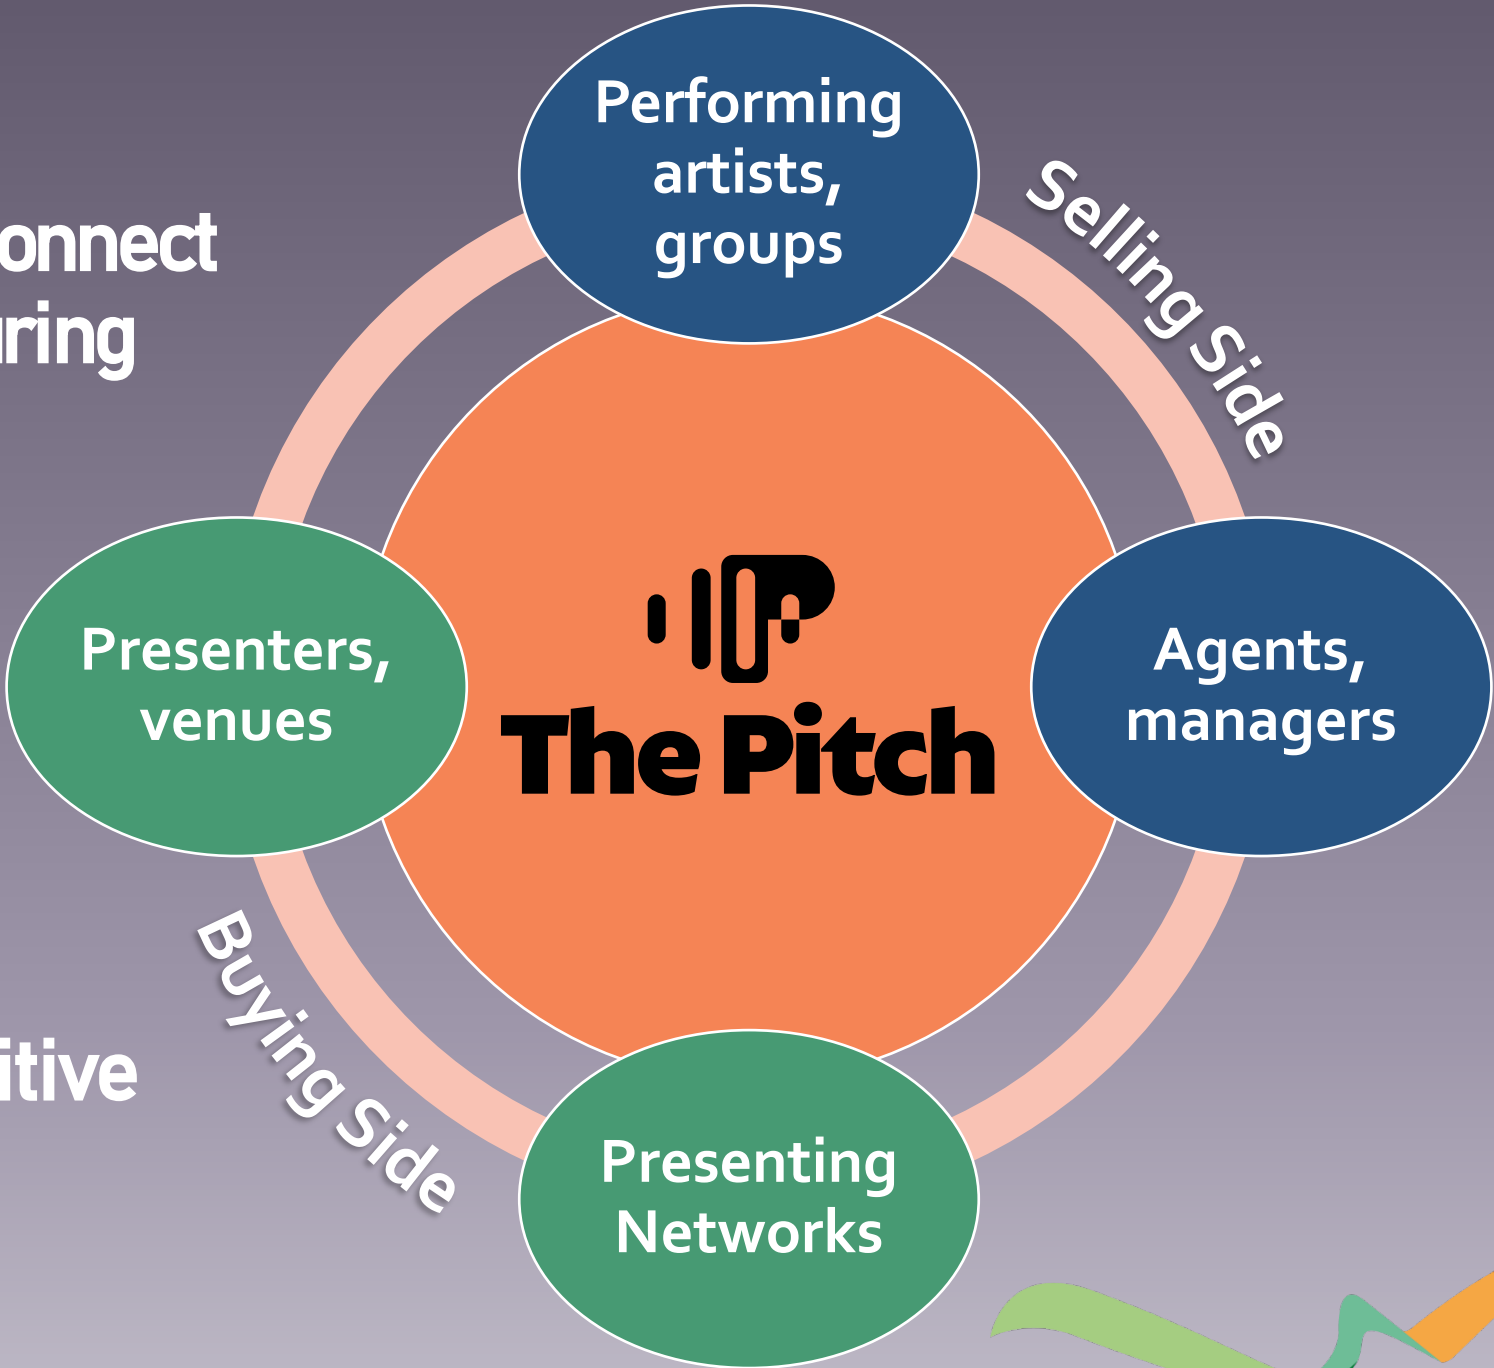 Performing
artists,
groups
Selling Side
onnect
ring
Presenters,
venues
The Pitch
Agents,
managers
Buying Side
itive
Presenting
Networks